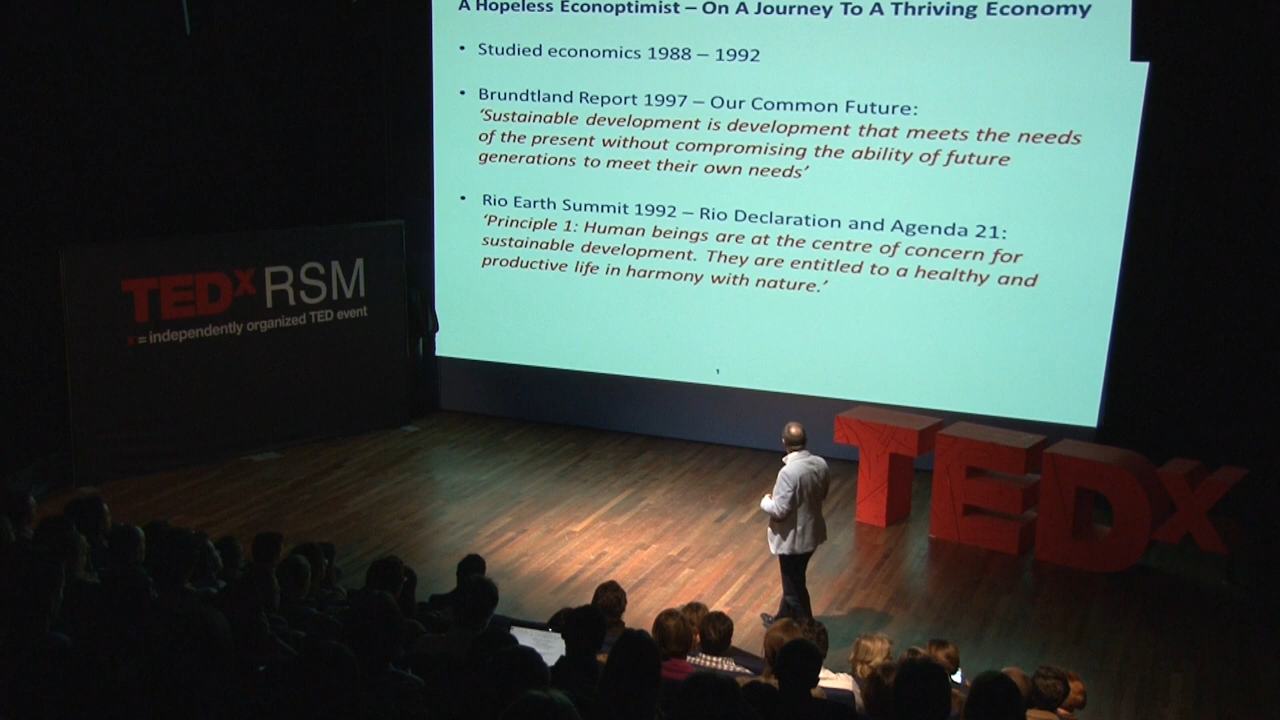 A Hopeless Econoptimist – On A Journey To A Thriving Economy
• Studied economics 1988 – 1992
• Brundtland Report 1997 – Our Common Future:
‘Sustainable development is development that meets the needs
of the present without compromising the ability of future
generations to meet their own needs’
• Rio Earth Summit 1992 – Rio Declaration and Agenda 21:
‘Principle 1: Human beings are at the centre of concern for
sustainable development. They are entitled to a healthy and
productive life in harmony with nature.’
1
TEDx RSM
x = independently organized TED event
TEDx